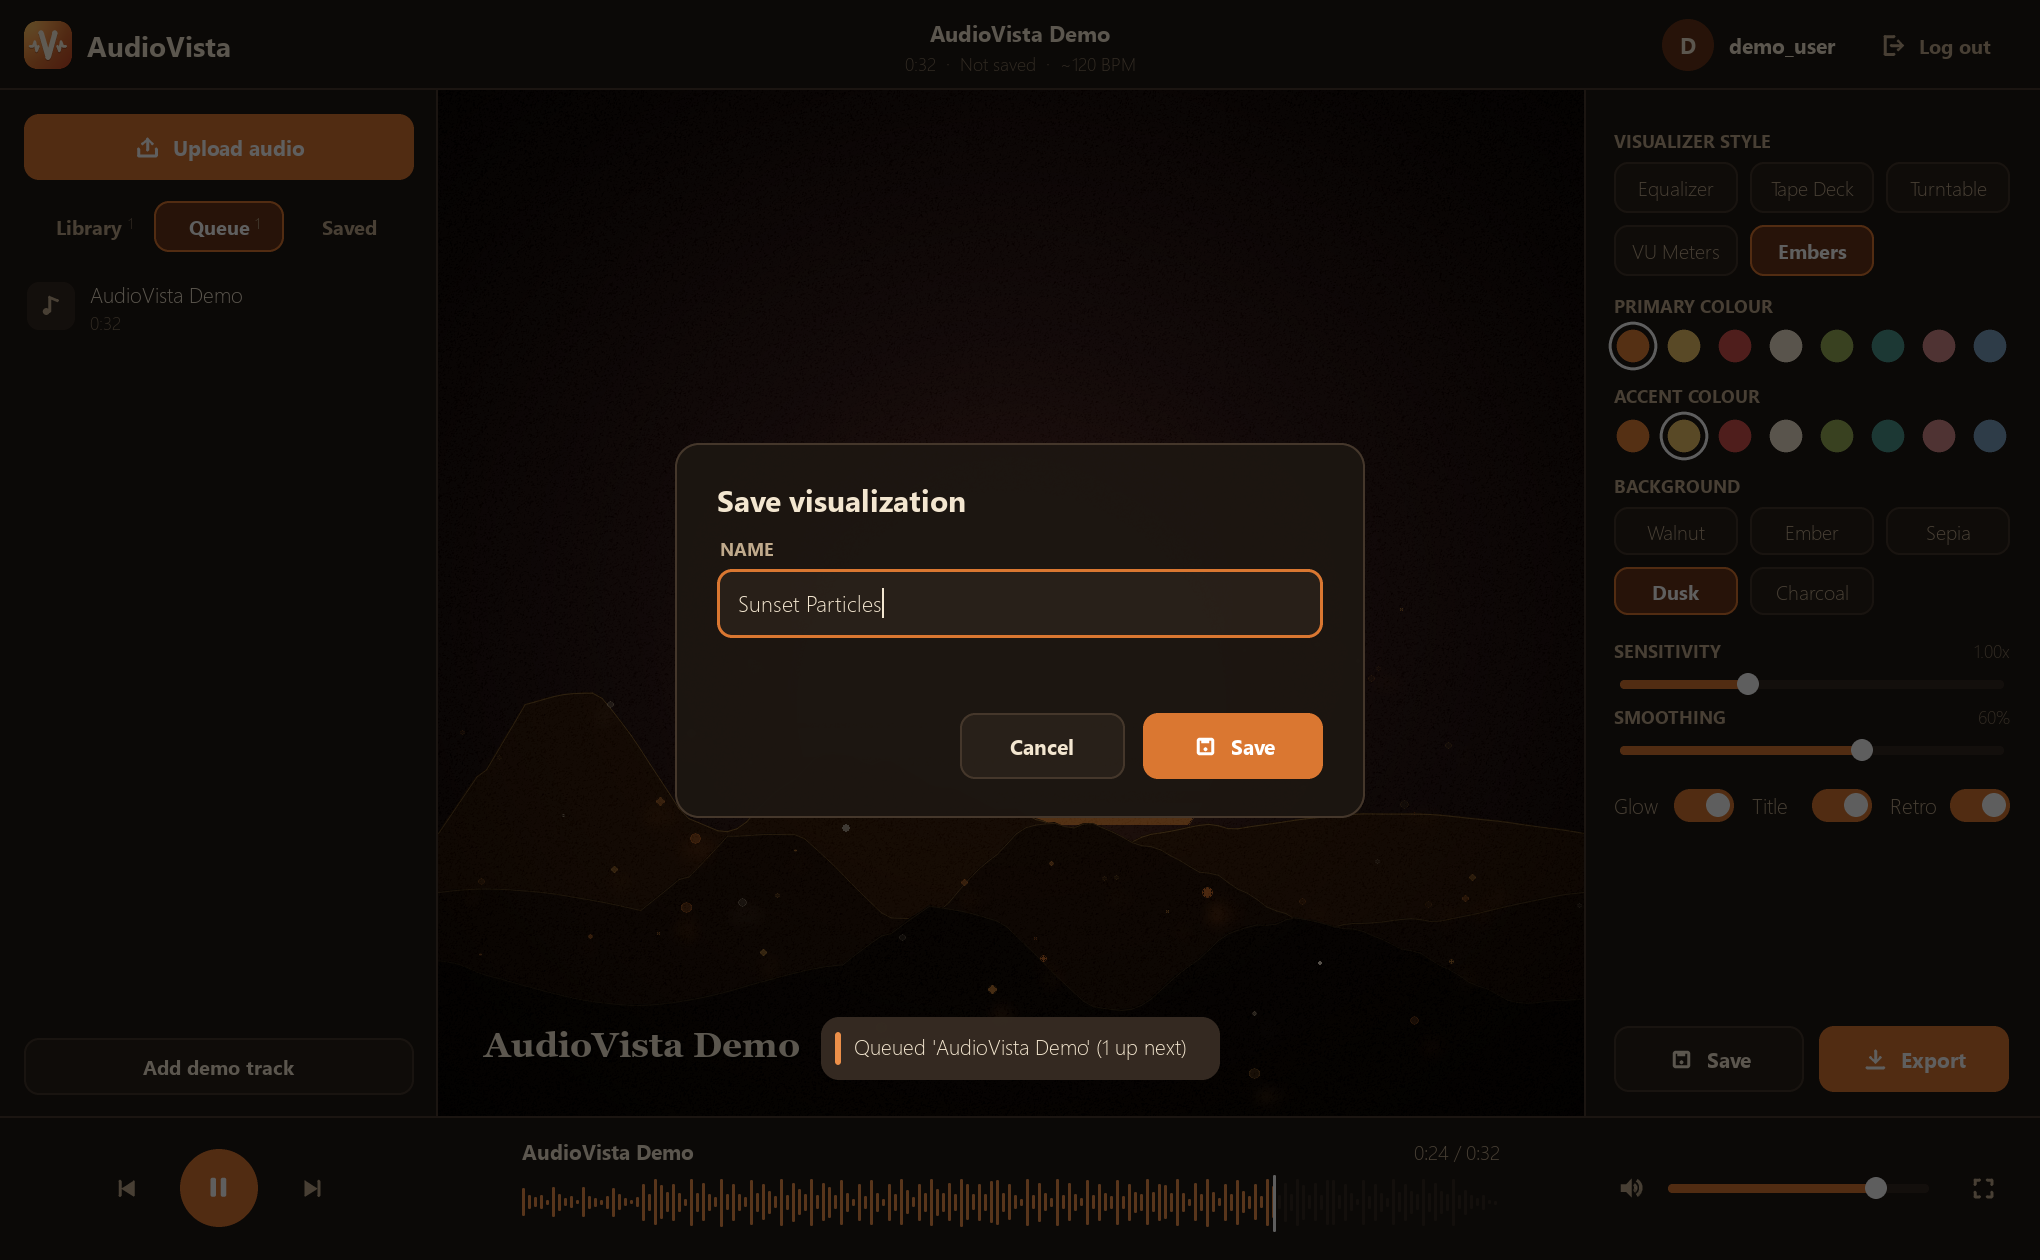 AudioVista
AudioVista Demo
0:32 · Not saved · ~120 BPM
D
demo_user
Log out
Upload audio
Library 1
Queue 1
Saved
AudioVista Demo
0:32
Add demo track
Save visualization
NAME
Sunset Particles
Cancel
Save
AudioVista Demo
Queued 'AudioVista Demo' (1 up next)
VISUALIZER STYLE
Equalizer
Tape Deck
Turntable
VU Meters
Embers
PRIMARY COLOUR
ACCENT COLOUR
BACKGROUND
Walnut
Ember
Sepia
Dusk
Charcoal
SENSITIVITY
1.00x
SMOOTHING
60%
Glow
Title
Retro
Save
Export
AudioVista Demo
0:24 / 0:32